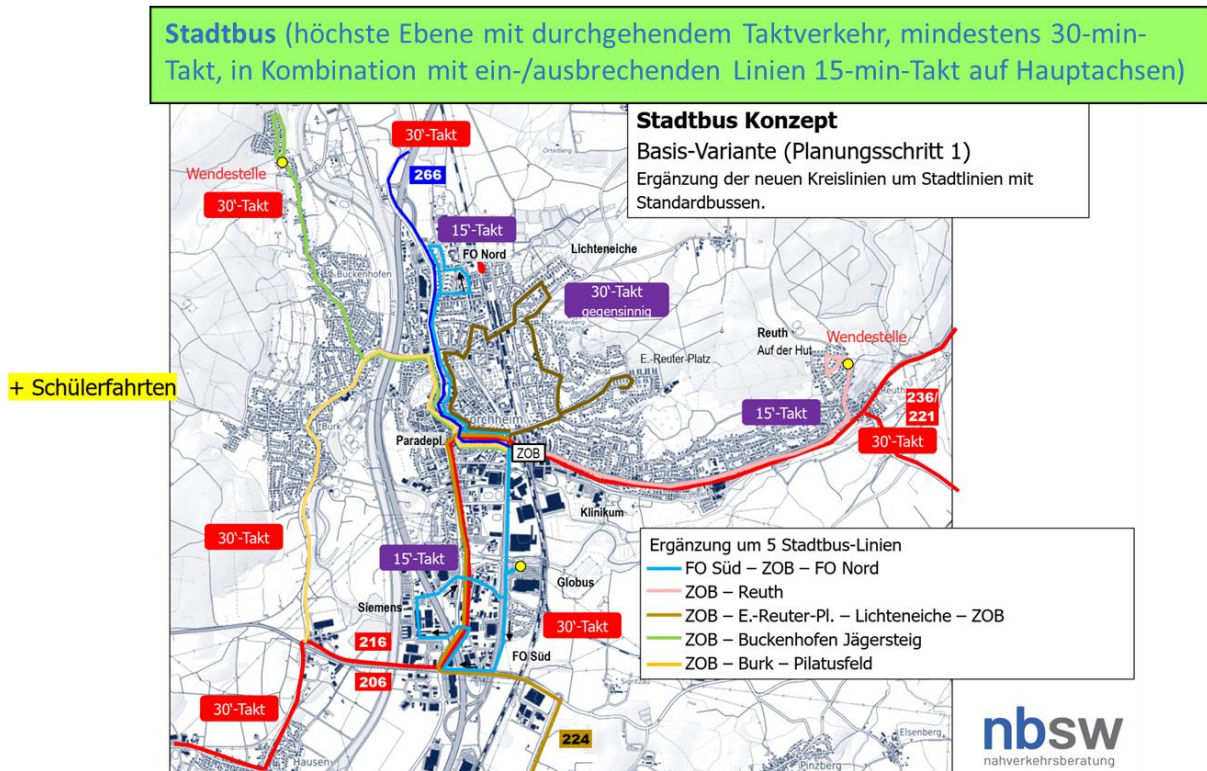 Stadtbus (höchste Ebene mit durchgehendem Taktverkehr, mindestens 30-min-
Takt, in Kombination mit ein-/ausbrechenden Linien 15-min-Takt auf Hauptachsen)
Stadtbus Konzept
Basis-Variante (Planungsschritt 1)
Ergänzung der neuen Kreislinien um Stadtlinien mit
Standardbussen.
30‘-Takt
266
Wendestelle
30‘-Takt
15‘-Takt
FO Nord
Lichteneiche
Buckenhofen
30‘-Takt
gegensinnig
Kellerberg
Reuth
Auf der Hut
Wendestelle
E.-Reuter-Platz
+ Schülerfahrten
Reuth
236/
221
15‘-Takt
30‘-Takt
Burk
Paradepl.
ZOB
Klinikum
30‘-Takt
15‘-Takt
Globus
Siemens
30‘-Takt
FO Süd
216
206
30‘-Takt
224
Hausen
Ergänzung um 5 Stadtbus-Linien
FO Süd – ZOB – FO Nord
ZOB – Reuth
ZOB – E.-Reuter-Pl. – Lichteneiche – ZOB
ZOB – Buckenhofen Jägersteig
ZOB – Burk – Pilatusfeld
Elsenberg
Pinzberg
nbsw
nahverkehrsberatung